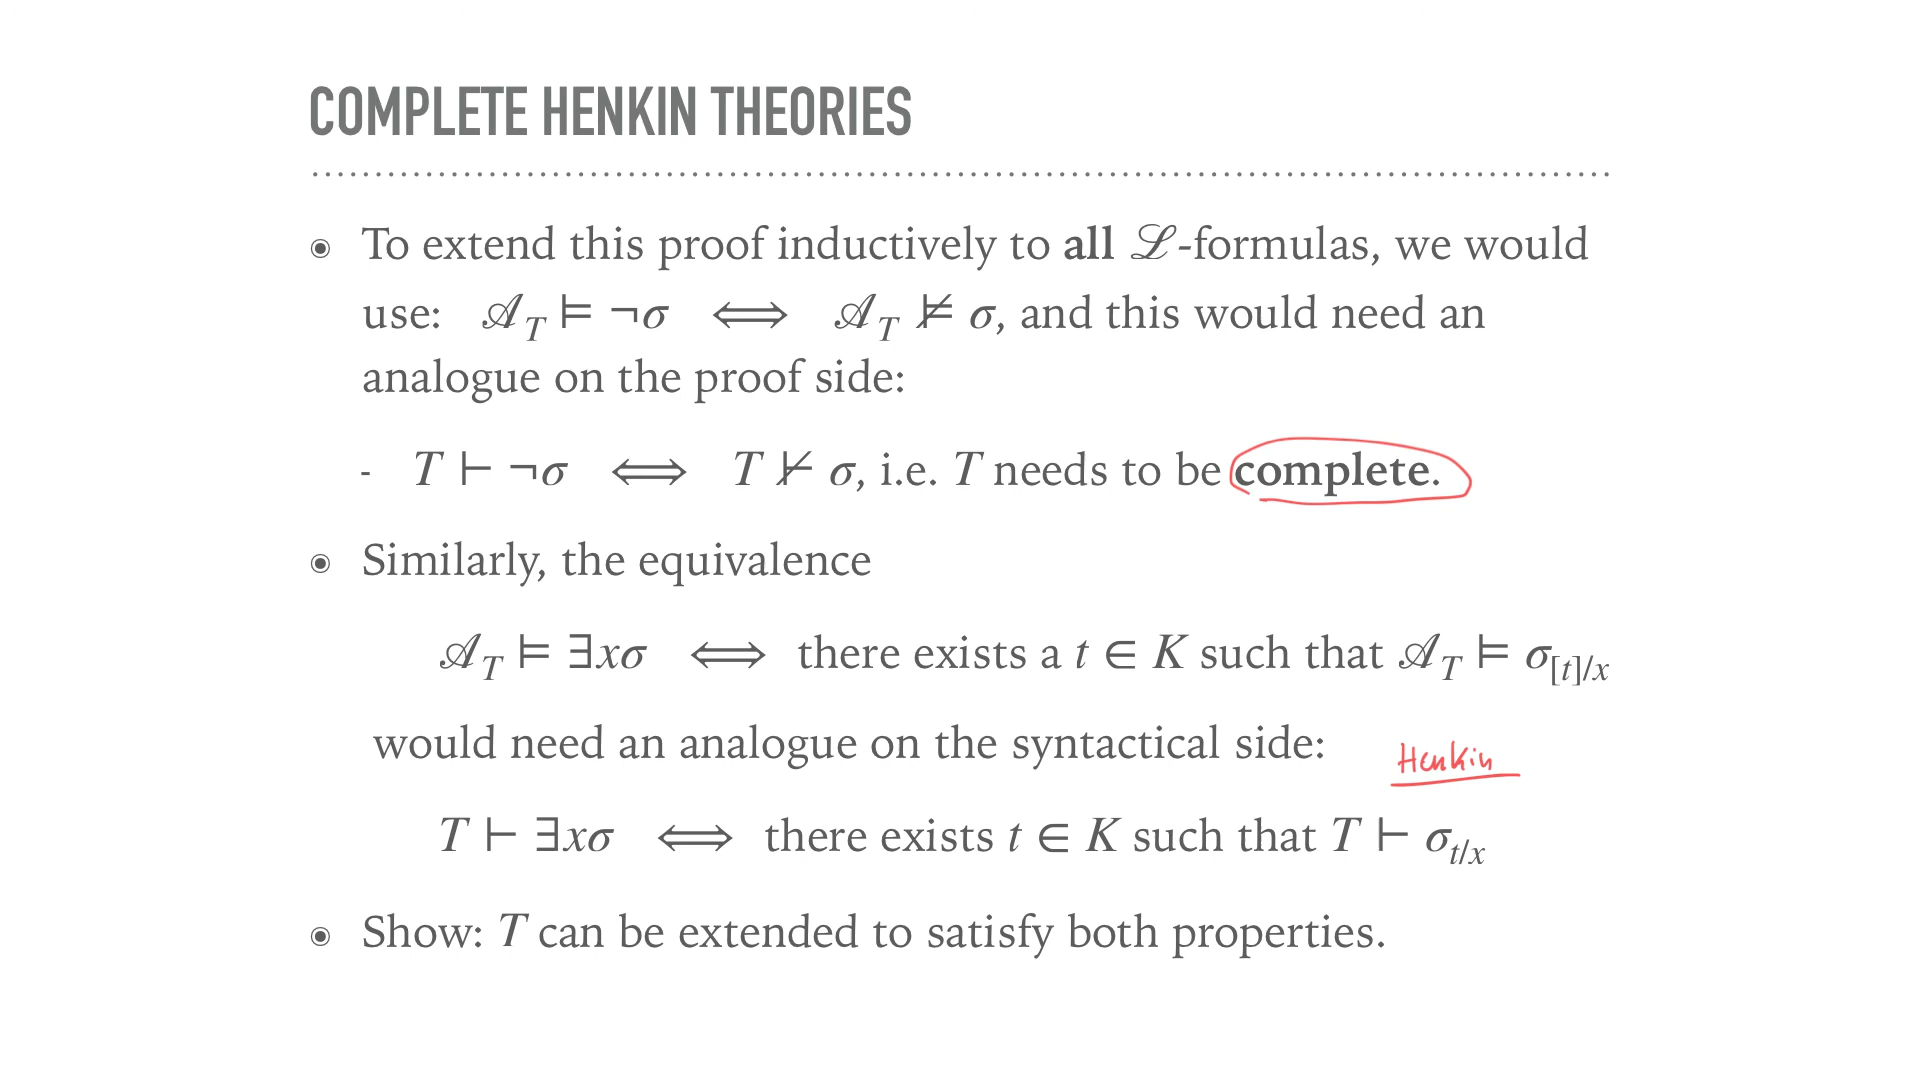 COMPLETE HENKIN THEORIES
◉ To extend this proof inductively to all ℒ-formulas, we would
use: 𝒜_T ⊨ ¬σ ⟺ 𝒜_T ⊭ σ, and this would need an
analogue on the proof side:
- T ⊢ ¬σ ⟺ T ⊬ σ, i.e. T needs to be complete.
◉ Similarly, the equivalence
𝒜_T ⊨ ∃xσ ⟺ there exists a t ∈ K such that 𝒜_T ⊨ σ_{[t]/x}
would need an analogue on the syntactical side:
Henkin
T ⊢ ∃xσ ⟺ there exists t ∈ K such that T ⊢ σ_{t/x}
◉ Show: T can be extended to satisfy both properties.